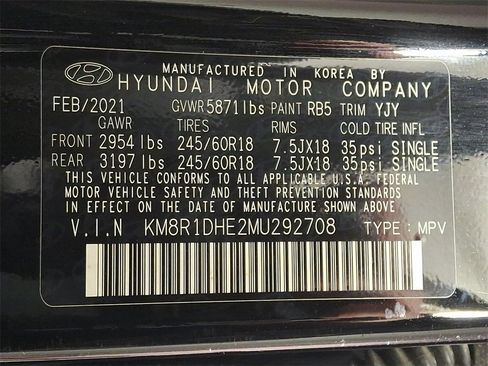 MANUFACTURED IN KOREA BY
HYUNDAI MOTOR COMPANY
FEB/2021 GVWR 5871lbs PAINT RB5 TRIM YJY
GAWR TIRES RIMS COLD TIRE INFL
FRONT 2954 lbs 245/60R18 7.5JX18 35psi SINGLE
REAR 3197 lbs 245/60R18 7.5JX18 35psi SINGLE
THIS VEHICLE CONFORMS TO ALL APPLICABLE U.S.A. FEDERAL
MOTOR VEHICLE SAFETY AND THEFT PREVENTION STANDARDS
IN EFFECT ON THE DATE OF MANUFACTURE SHOWN ABOVE.
V.I.N KM8R1DHE2MU292708 TYPE : MPV